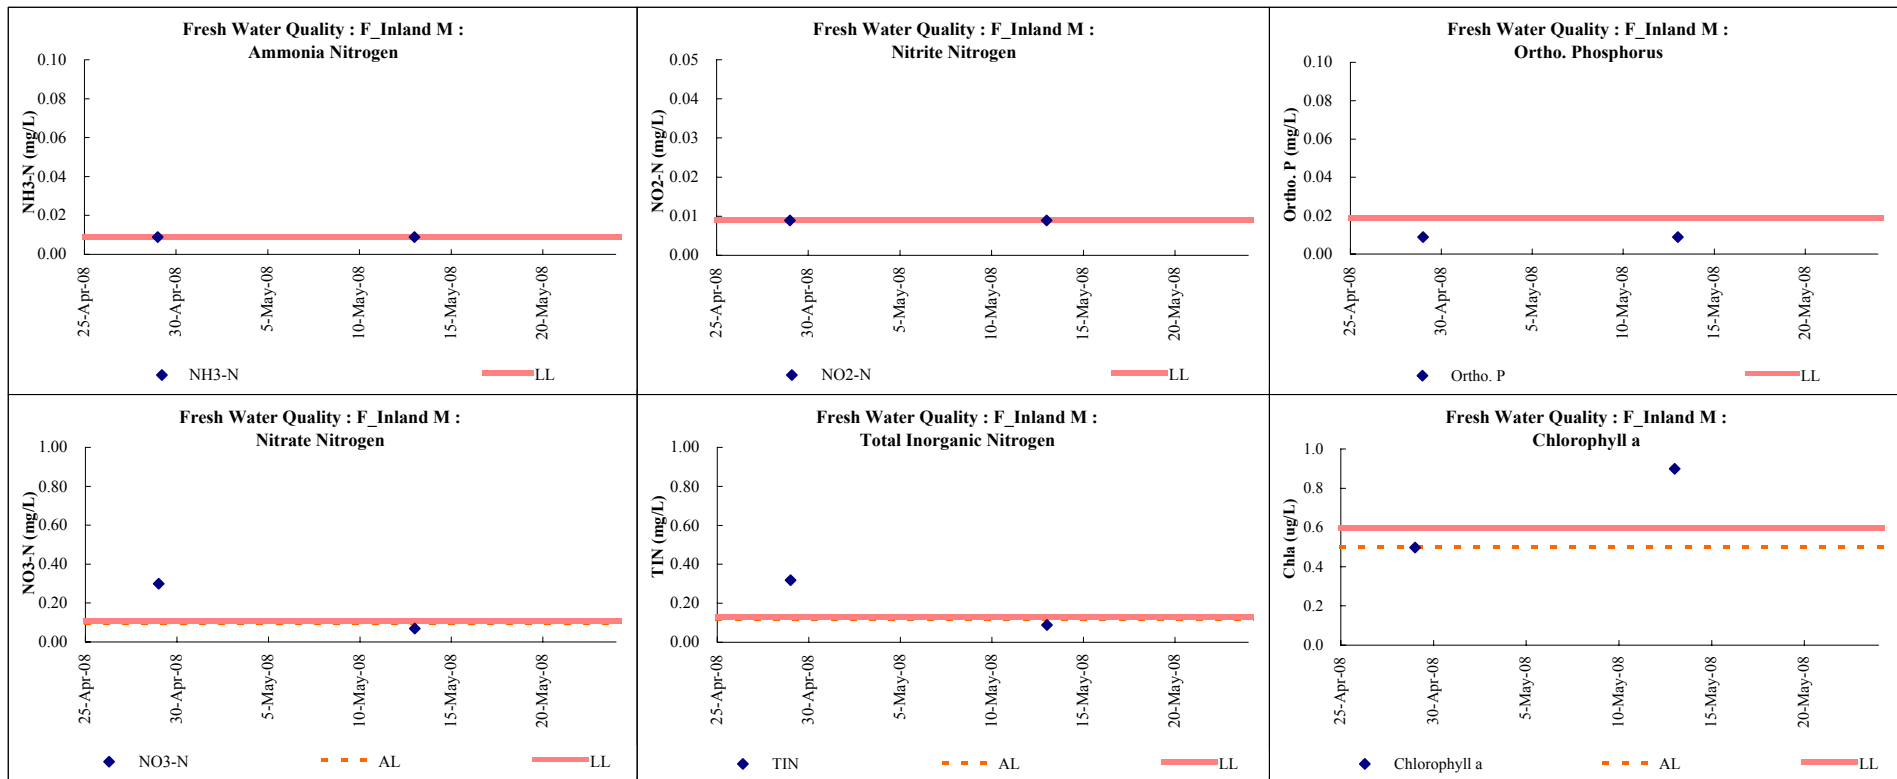 Fresh Water Quality : F_Inland M :
Ammonia Nitrogen
NH3-N (mg/L)
0.10
0.08
0.06
0.04
0.02
0.00
25-Apr-08
30-Apr-08
5-May-08
10-May-08
15-May-08
20-May-08
NH3-N
LL
Fresh Water Quality : F_Inland M :
Nitrite Nitrogen
NO2-N (mg/L)
0.05
0.04
0.03
0.02
0.01
0.00
25-Apr-08
30-Apr-08
5-May-08
10-May-08
15-May-08
20-May-08
NO2-N
LL
Fresh Water Quality : F_Inland M :
Ortho. Phosphorus
Ortho. P (mg/L)
0.10
0.08
0.06
0.04
0.02
0.00
25-Apr-08
30-Apr-08
5-May-08
10-May-08
15-May-08
20-May-08
Ortho. P
LL
Fresh Water Quality : F_Inland M :
Nitrate Nitrogen
NO3-N (mg/L)
1.00
0.80
0.60
0.40
0.20
0.00
25-Apr-08
30-Apr-08
5-May-08
10-May-08
15-May-08
20-May-08
NO3-N
AL
LL
Fresh Water Quality : F_Inland M :
Total Inorganic Nitrogen
TIN (mg/L)
1.00
0.80
0.60
0.40
0.20
0.00
25-Apr-08
30-Apr-08
5-May-08
10-May-08
15-May-08
20-May-08
TIN
AL
LL
Fresh Water Quality : F_Inland M :
Chlorophyll a
Chla (ug/L)
1.0
0.8
0.6
0.4
0.2
0.0
25-Apr-08
30-Apr-08
5-May-08
10-May-08
15-May-08
20-May-08
Chlorophyll a
AL
LL